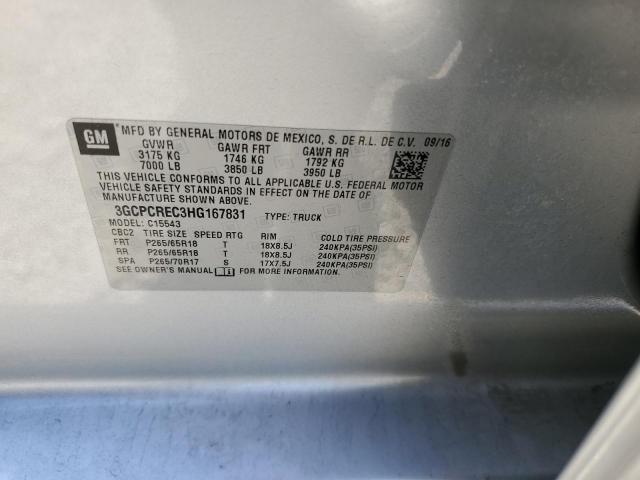 GM
MFD BY GENERAL MOTORS DE MEXICO, S. DE R.L. DE C.V. 09/16
GVWR GAWR FRT GAWR RR
3175 KG 1746 KG 1792 KG
7000 LB 3850 LB 3950 LB
THIS VEHICLE CONFORMS TO ALL APPLICABLE U.S. FEDERAL MOTOR
VEHICLE SAFETY STANDARDS IN EFFECT ON THE DATE OF
MANUFACTURE SHOWN ABOVE.
3GCPCREC3HG167831 TYPE: TRUCK
MODEL: C15543
CBC2 TIRE SIZE SPEED RTG RIM COLD TIRE PRESSURE
FRT P265/65R18 T 18X8.5J 240KPA(35PSI)
RR P265/65R18 T 18X8.5J 240KPA(35PSI)
SPA P265/70R17 S 17X7.5J 240KPA(35PSI)
SEE OWNER'S MANUAL FOR ADDITIONAL INFORMATION.